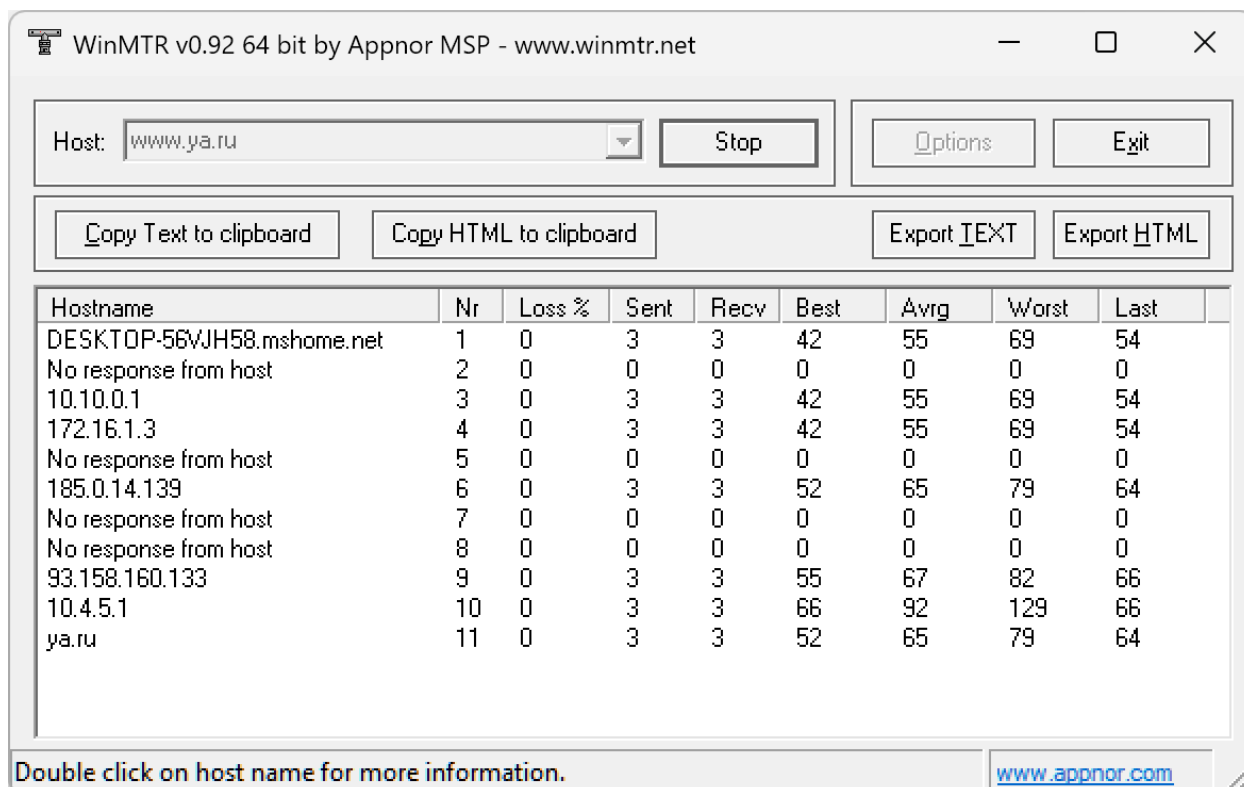 WinMTR v0.92 64 bit by Appnor MSP - www.winmtr.net
Host: www.ya.ru Stop Options Exit
Copy Text to clipboard Copy HTML to clipboard Export TEXT Export HTML
Hostname Nr Loss % Sent Recv Best Avrg Worst Last
DESKTOP-56VJH58.mshome.net 1 0 3 3 42 55 69 54
No response from host 2 0 0 0 0 0 0 0
10.10.0.1 3 0 3 3 42 55 69 54
172.16.1.3 4 0 3 3 42 55 69 54
No response from host 5 0 0 0 0 0 0 0
185.0.14.139 6 0 3 3 52 65 79 64
No response from host 7 0 0 0 0 0 0 0
No response from host 8 0 0 0 0 0 0 0
93.158.160.133 9 0 3 3 55 67 82 66
10.4.5.1 10 0 3 3 66 92 129 66
ya.ru 11 0 3 3 52 65 79 64
Double click on host name for more information. www.appnor.com